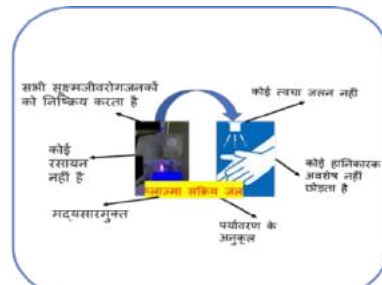 सभी सूक्ष्मजीवरोगजनकों
को निष्क्रिय करता है
कोई त्वचा जलन नहीं
कोई
रसायन
नहीं है
कोई हानिकारक
अवशेष नहीं
छोड़ता है
प्लाज्मा सक्रिय जल
मद्यसारमुक्त
पर्यावरण के
अनुकूल